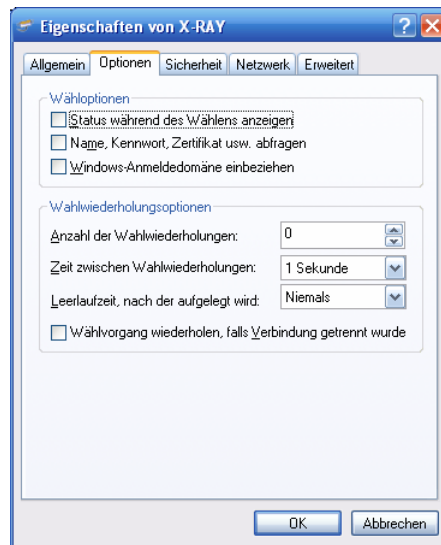 Eigenschaften von X-RAY
Allgemein Optionen Sicherheit Netzwerk Erweitert
Wähloptionen
Status während des Wählens anzeigen
Name, Kennwort, Zertifikat usw. abfragen
Windows-Anmeldedomäne einbeziehen
Wahlwiederholungsoptionen
Anzahl der Wahlwiederholungen: 0
Zeit zwischen Wahlwiederholungen: 1 Sekunde
Leerlaufzeit, nach der aufgelegt wird: Niemals
Wählvorgang wiederholen, falls Verbindung getrennt wurde
OK Abbrechen